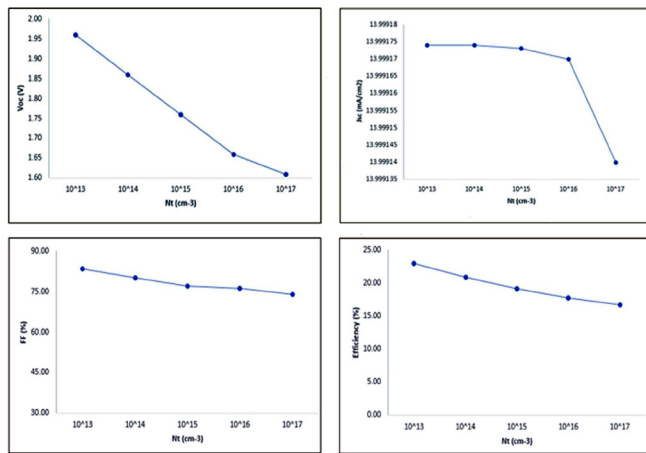 2.00
1.95
1.90
1.85
1.80
1.75
1.70
1.65
1.60
Voc (V)
10^13 10^14 10^15 10^16 10^17
Nt (cm-3)
13.99918
13.999175
13.99917
13.999165
13.99916
13.999155
13.99915
13.999145
13.99914
13.999135
Jsc (mA/cm2)
10^13 10^14 10^15 10^16 10^17
Nt (cm-3)
90.00
75.00
60.00
45.00
30.00
FF (%)
10^13 10^14 10^15 10^16 10^17
Nt (cm-3)
25.00
20.00
15.00
10.00
5.00
0.00
Efficiency (%)
10^13 10^14 10^15 10^16 10^17
Nt (cm-3)